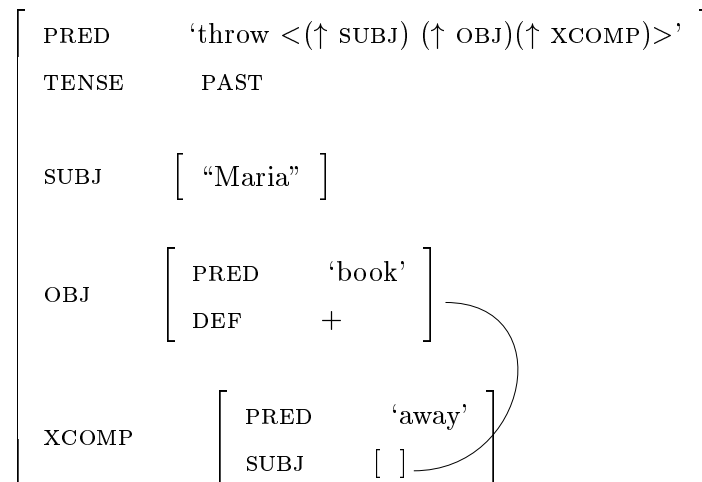 PRED ‘throw <(↑ SUBJ) (↑ OBJ)(↑ XCOMP)>’
TENSE PAST
SUBJ [ “Maria” ]
OBJ [ PRED ‘book’
DEF + ]
XCOMP [ PRED ‘away’
SUBJ [ ] ]